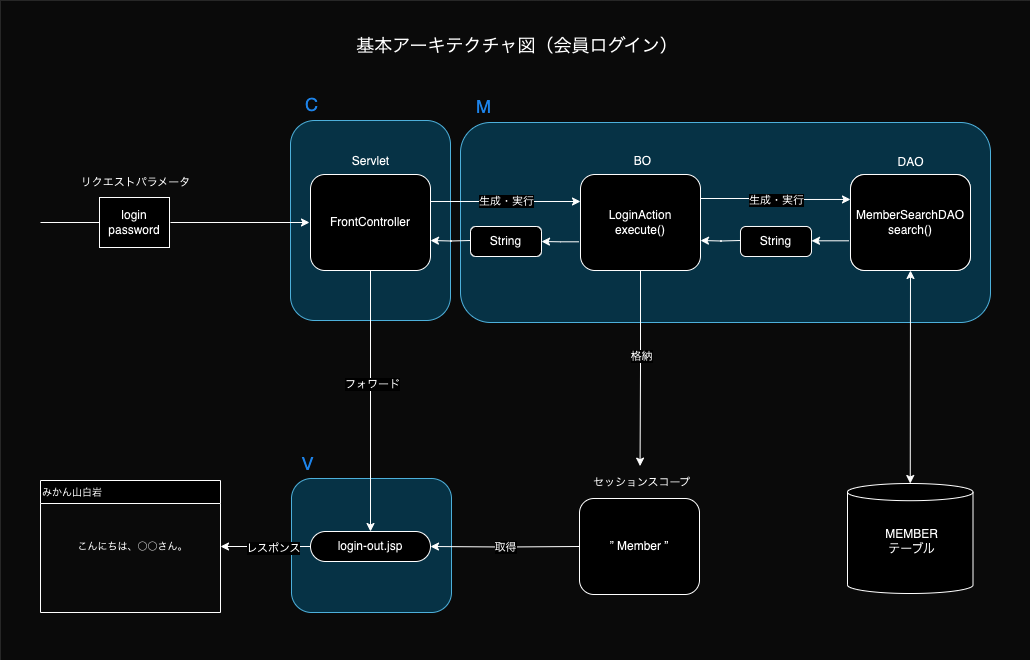 基本アーキテクチャ図（会員ログイン）
C
M
Servlet
BO
DAO
リクエストパラメータ
login
password
FrontController
生成・実行
LoginAction
execute()
生成・実行
MemberSearchDAO
search()
String
String
格納
フォワード
V
セッションスコープ
みかん山白岩
こんにちは、○○さん。
レスポンス
login-out.jsp
取得
” Member ”
MEMBER
テーブル